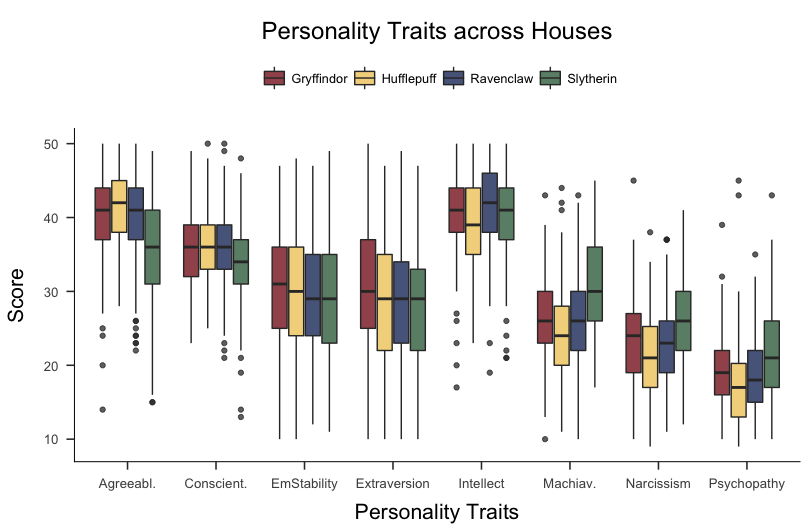 Personality Traits across Houses
Gryffindor Hufflepuff Ravenclaw Slytherin
50
40
30
20
10
Score
Agreeabl. Conscient. EmStability Extraversion Intellect Machiav. Narcissism Psychopathy
Personality Traits